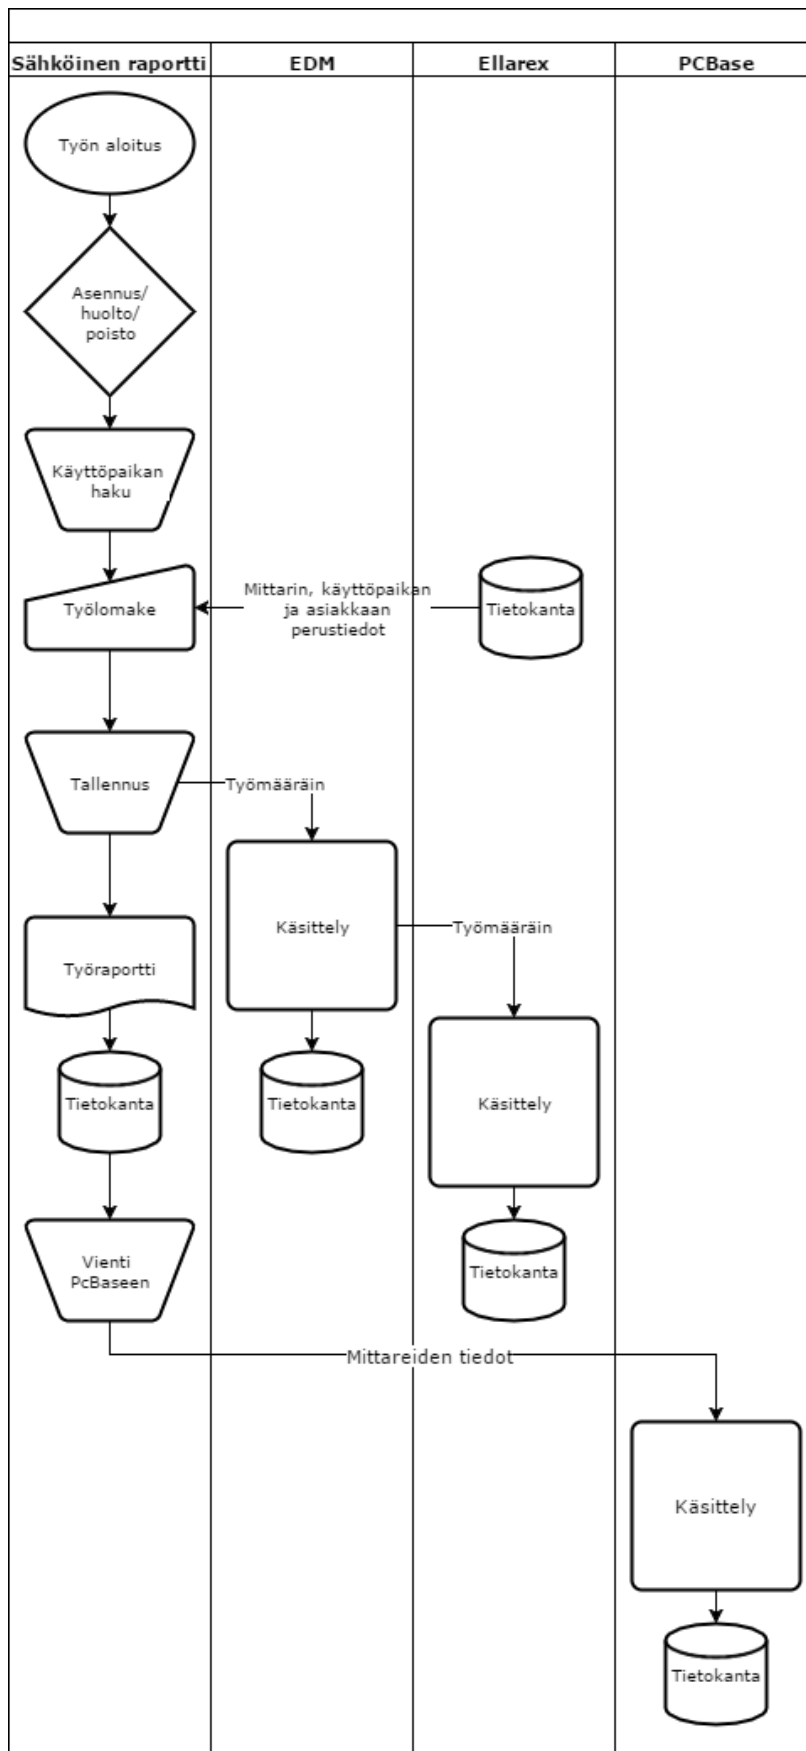 Sähköinen raportti
EDM
Ellarex
PCBase
Työn aloitus
Asennus/
huolto/
poisto
Käyttöpaikan
haku
Työlomake
Mittarin, käyttöpaikan
ja asiakkaan
perustiedot
Tietokanta
Tallennus
Työmääräin
Käsittely
Työmääräin
Työraportti
Tietokanta
Tietokanta
Käsittely
Vienti
PcBaseen
Tietokanta
Mittareiden tiedot
Käsittely
Tietokanta